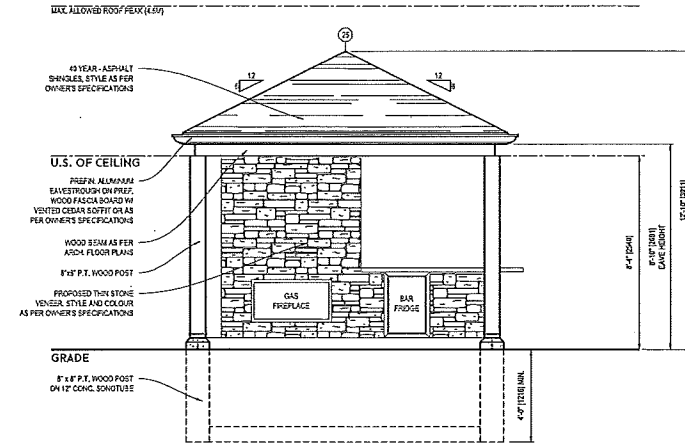 MAX. ALLOWED ROOF PEAK (4.5M)
25
40 YEAR - ASPHALT
SHINGLES, STYLE AS PER
OWNER'S SPECIFICATIONS
12
12
U.S. OF CEILING
PREFIN. ALUMINUM
EAVESTROUGH ON PREF.
WOOD FASCIA BOARD W/
VENTED CEDAR SOFFIT OR AS
PER OWNER'S SPECIFICATIONS
WOOD BEAM AS PER
ARCH. FLOOR PLANS
8"x8" P.T. WOOD POST
PROPOSED THIN STONE
VENEER. STYLE AND COLOUR
AS PER OWNER'S SPECIFICATIONS
GAS
FIREPLACE
BAR
FRIDGE
8'-4" [2540]
EAVE HEIGHT
GRADE
8" x 8" P.T. WOOD POST
ON 12" CONC. SONOTUBE
4'-0" [1219] MIN.